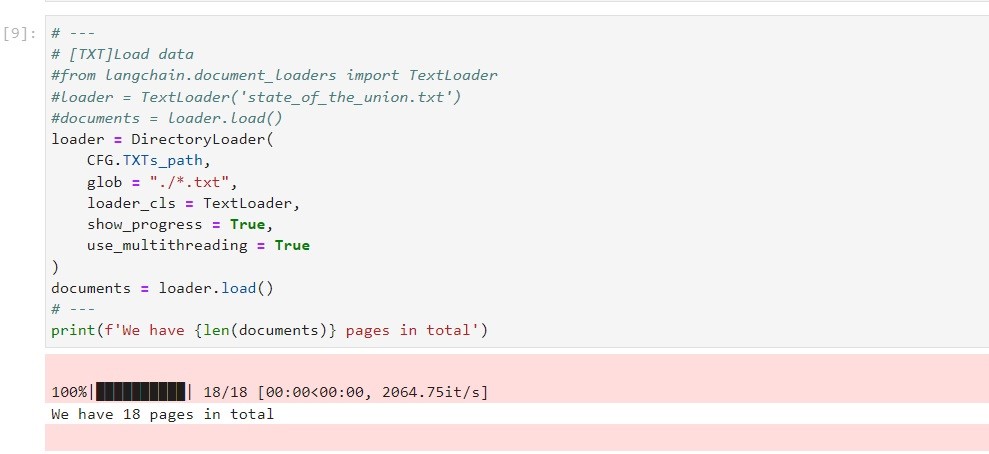 [9]: # ---
# [TXT]Load data
#from langchain.document_loaders import TextLoader
#loader = TextLoader('state_of_the_union.txt')
#documents = loader.load()
loader = DirectoryLoader(
    CFG.TXTs_path,
    glob = "./*.txt",
    loader_cls = TextLoader,
    show_progress = True,
    use_multithreading = True
)
documents = loader.load()
# ---
print(f'We have {len(documents)} pages in total')
100%|██████████| 18/18 [00:00<00:00, 2064.75it/s]
We have 18 pages in total